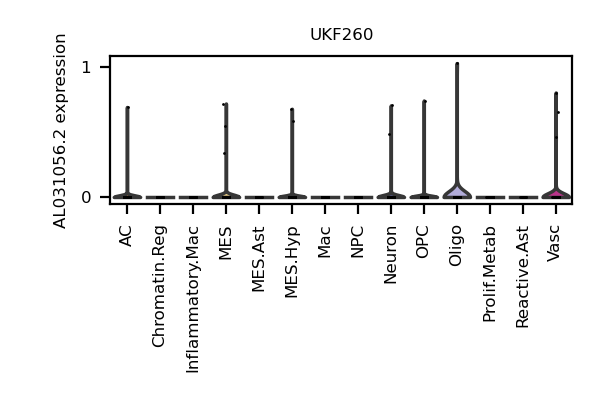 UKF260
AL031056.2 expression
1
0
AC
Chromatin.Reg
Inflammatory.Mac
MES
MES.Ast
MES.Hyp
Mac
NPC
Neuron
OPC
Oligo
Prolif.Metab
Reactive.Ast
Vasc